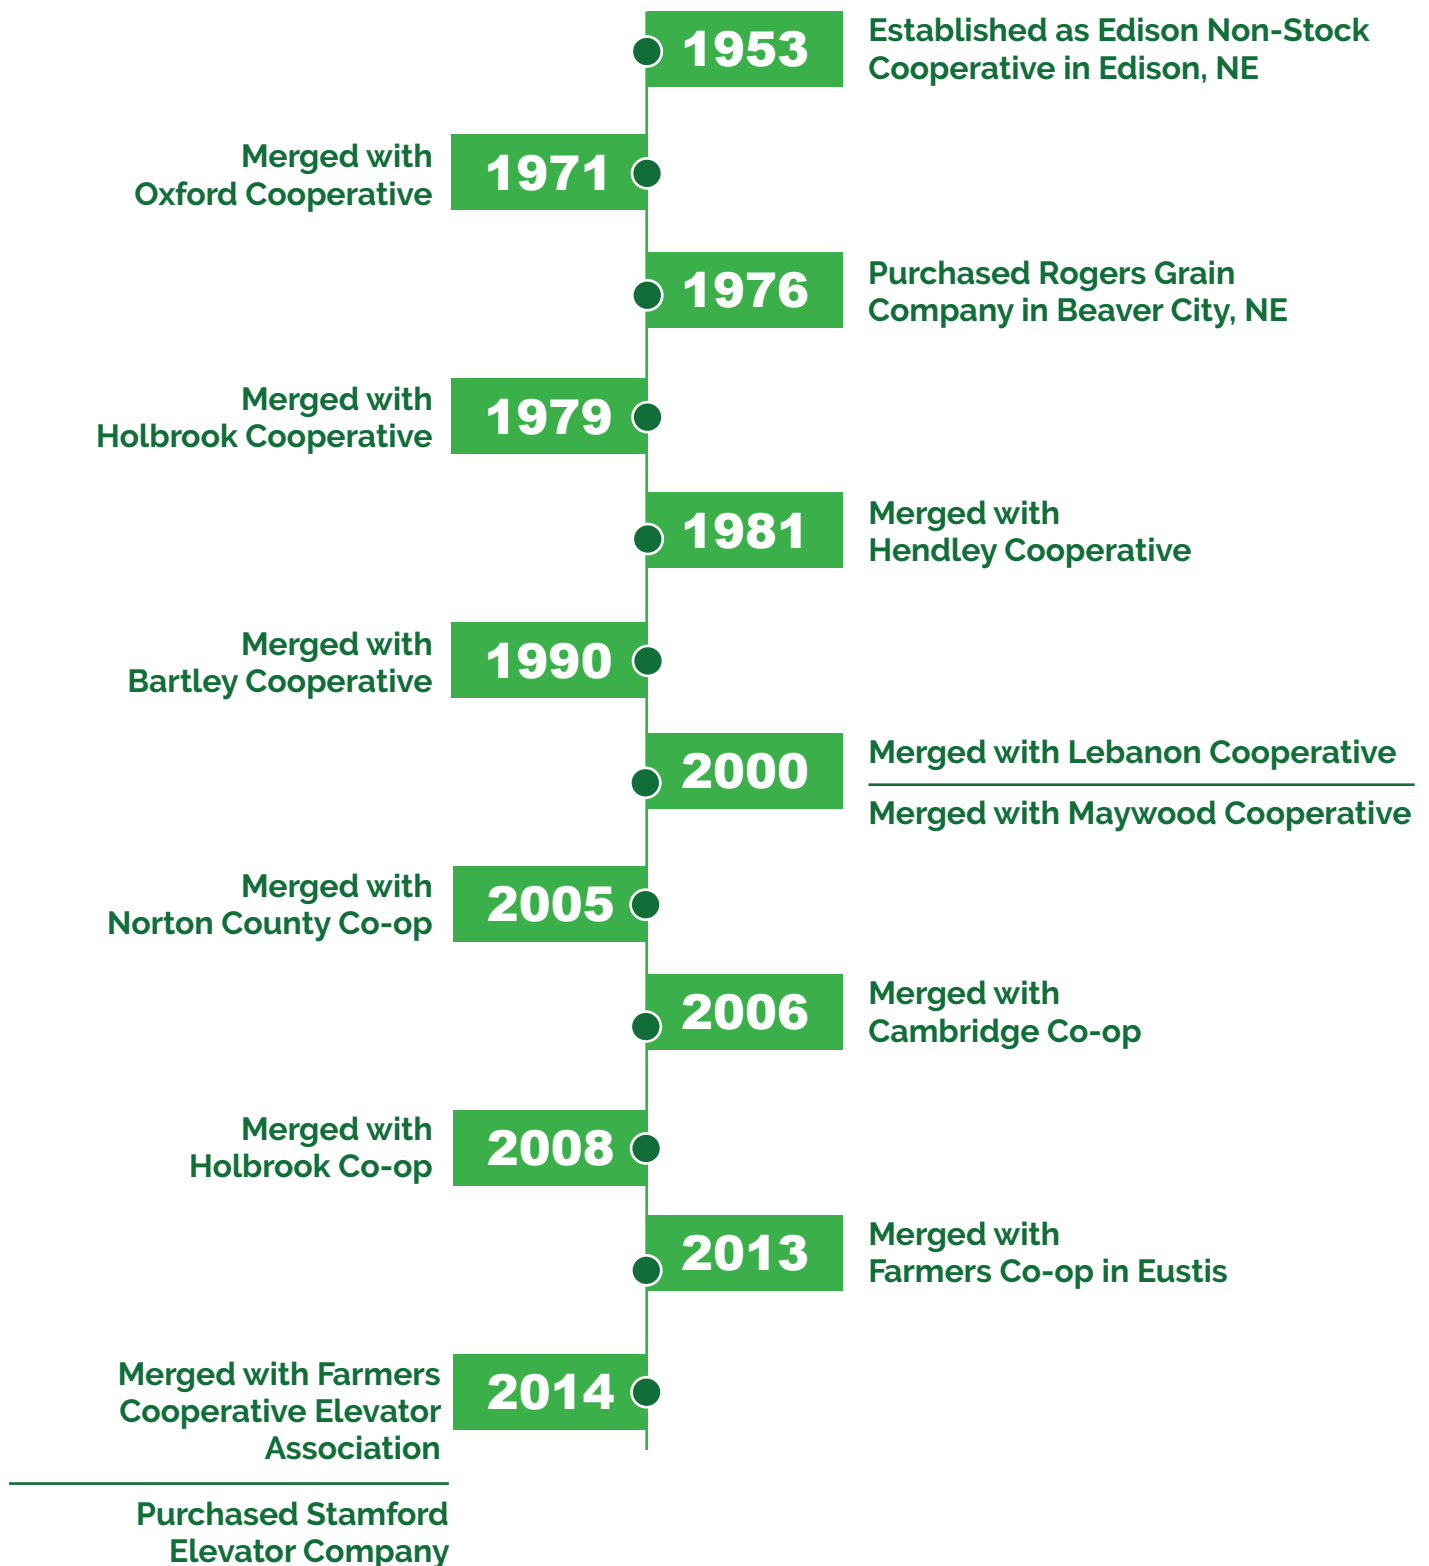 1953
Established as Edison Non-Stock
Cooperative in Edison, NE
Merged with
Oxford Cooperative
1971
1976
Purchased Rogers Grain
Company in Beaver City, NE
Merged with
Holbrook Cooperative
1979
1981
Merged with
Hendley Cooperative
Merged with
Bartley Cooperative
1990
2000
Merged with Lebanon Cooperative
Merged with Maywood Cooperative
Merged with
Norton County Co-op
2005
2006
Merged with
Cambridge Co-op
Merged with
Holbrook Co-op
2008
2013
Merged with
Farmers Co-op in Eustis
Merged with Farmers
Cooperative Elevator
Association
2014
Purchased Stamford
Elevator Company